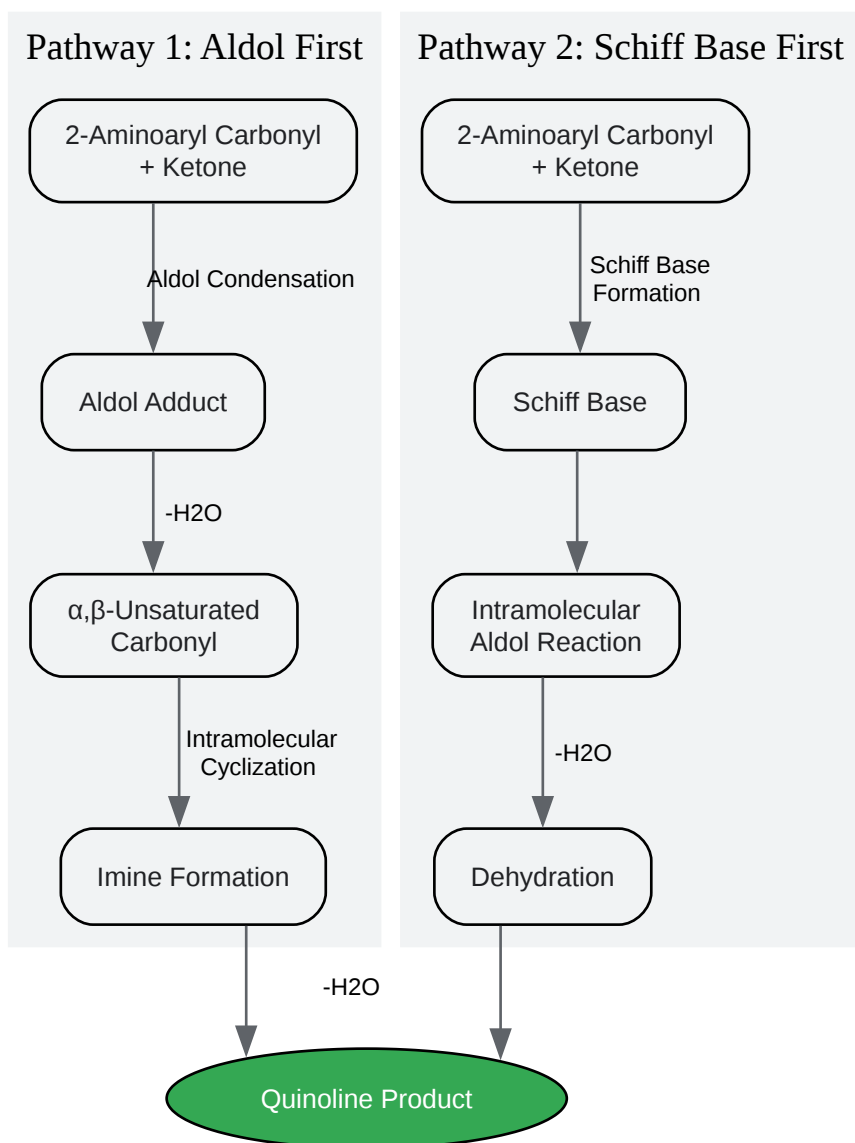 Pathway 1: Aldol First
2-Aminoaryl Carbonyl
+ Ketone
Aldol Condensation
Aldol Adduct
-H2O
α,β-Unsaturated
Carbonyl
Intramolecular
Cyclization
Imine Formation
Pathway 2: Schiff Base First
2-Aminoaryl Carbonyl
+ Ketone
Schiff Base
Formation
Schiff Base
Intramolecular
Aldol Reaction
-H2O
Dehydration
-H2O
Quinoline Product